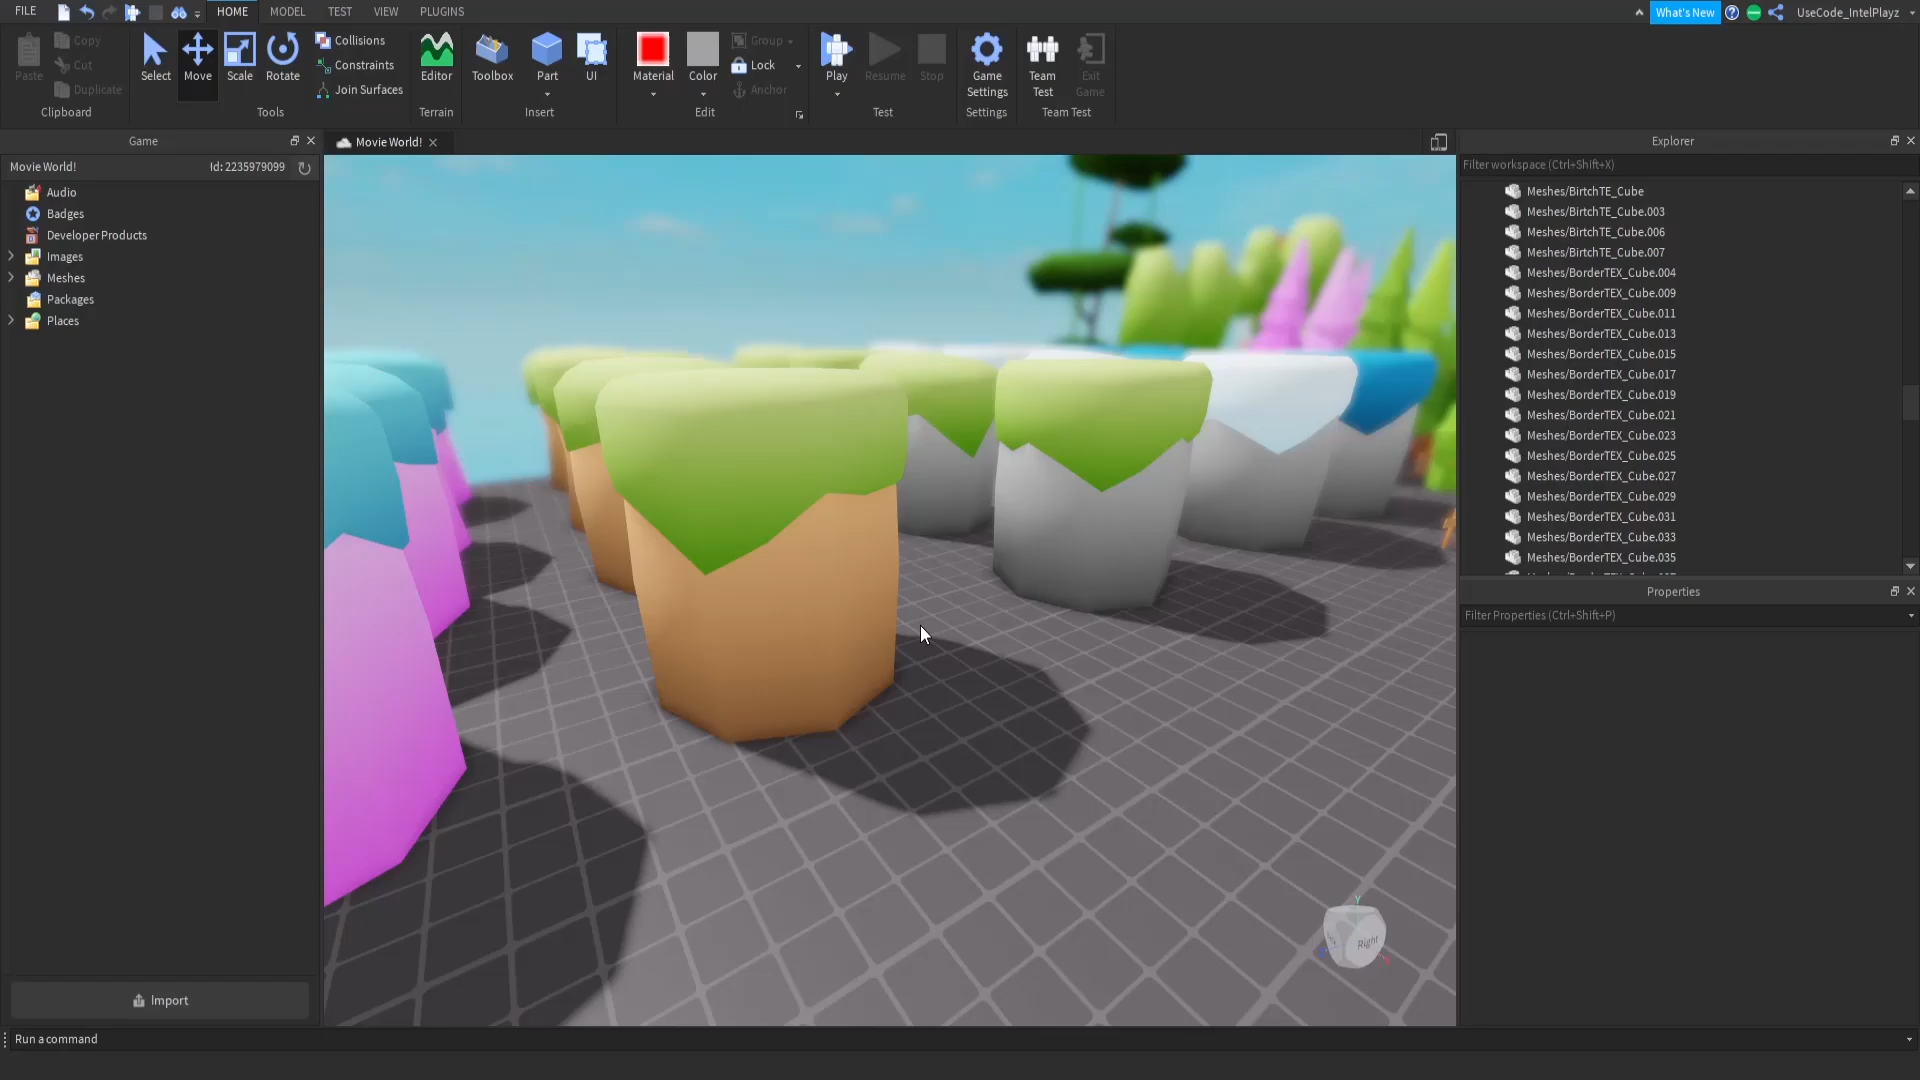 FILE
HOME MODEL TEST VIEW PLUGINS
What's New
UseCode_IntelPlayz
Paste
Copy
Cut
Duplicate
Clipboard
Select
Move
Scale
Rotate
Collisions
Constraints
Join Surfaces
Tools
Editor
Terrain
Toolbox
Part
UI
Insert
Material
Color
Group
Lock
Anchor
Edit
Play
Resume
Stop
Test
Game
Settings
Settings
Team
Test
Exit
Game
Team Test
Game
Movie World!
Id: 2235979099
Audio
Badges
Developer Products
Images
Meshes
Packages
Places
Import
Movie World!
Right
Y
Explorer
Filter workspace (Ctrl+Shift+X)
Meshes/BirtchTE_Cube
Meshes/BirtchTE_Cube.003
Meshes/BirtchTE_Cube.006
Meshes/BirtchTE_Cube.007
Meshes/BorderTEX_Cube.004
Meshes/BorderTEX_Cube.009
Meshes/BorderTEX_Cube.011
Meshes/BorderTEX_Cube.013
Meshes/BorderTEX_Cube.015
Meshes/BorderTEX_Cube.017
Meshes/BorderTEX_Cube.019
Meshes/BorderTEX_Cube.021
Meshes/BorderTEX_Cube.023
Meshes/BorderTEX_Cube.025
Meshes/BorderTEX_Cube.027
Meshes/BorderTEX_Cube.029
Meshes/BorderTEX_Cube.031
Meshes/BorderTEX_Cube.033
Meshes/BorderTEX_Cube.035
Properties
Filter Properties (Ctrl+Shift+P)
Run a command